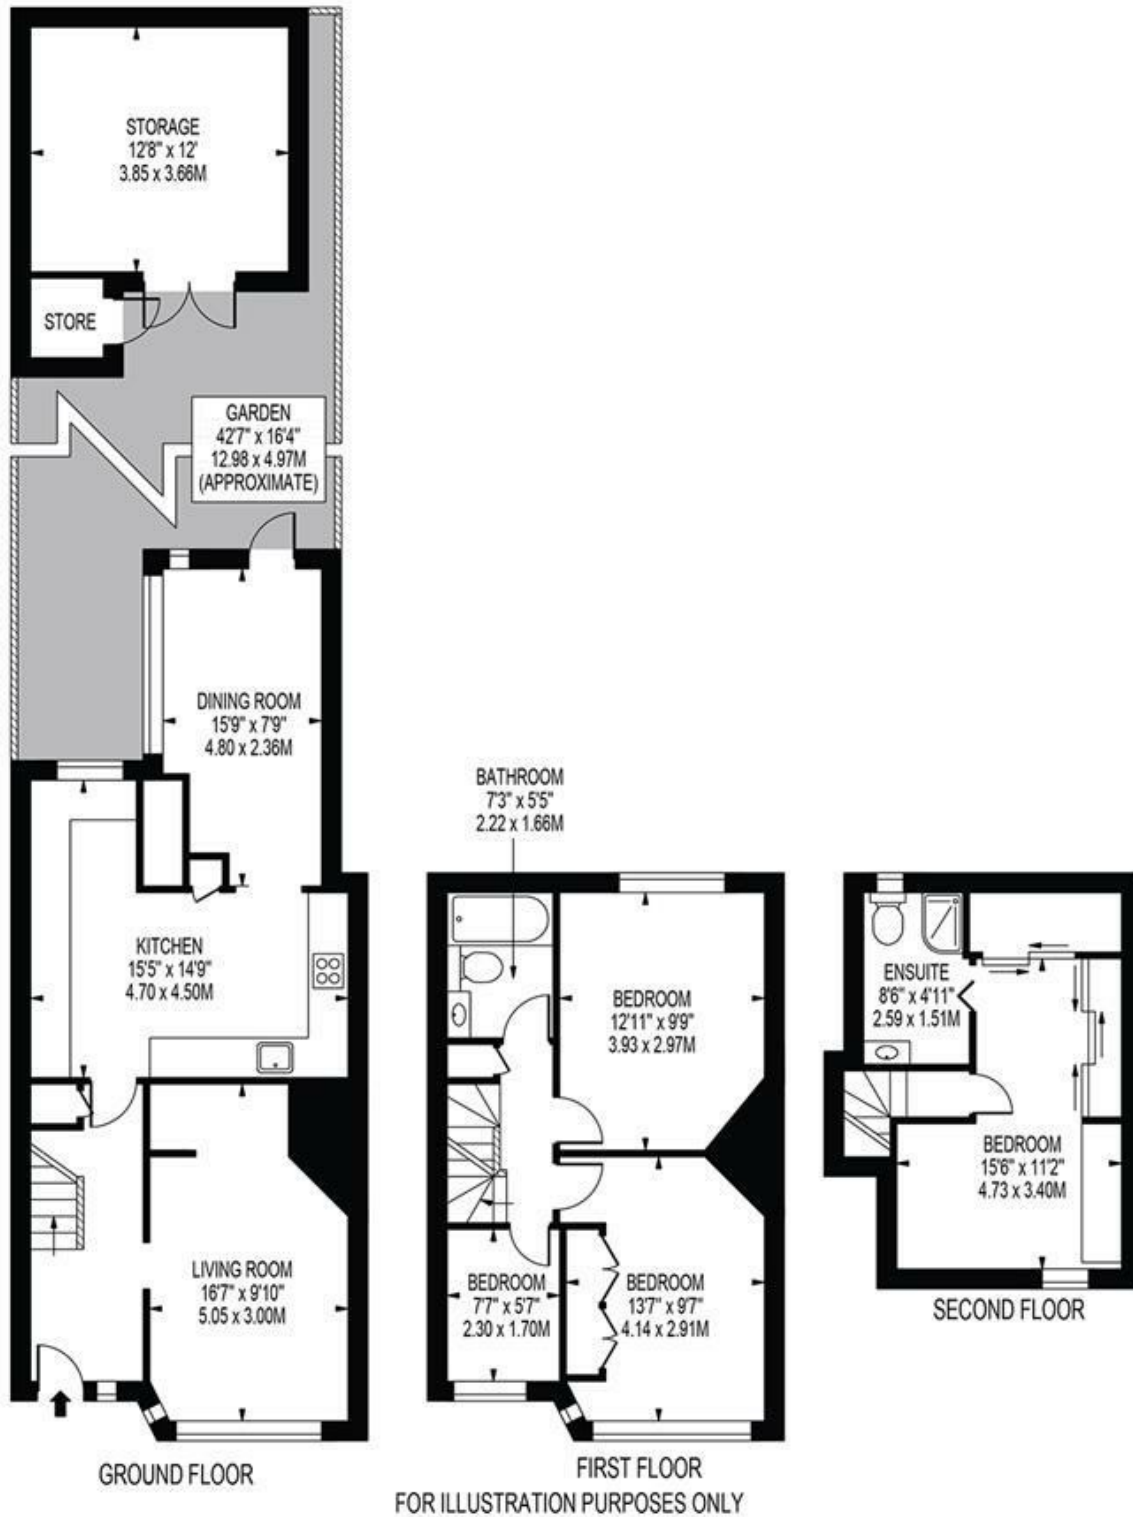 STORAGE
12'8" x 12'
3.85 x 3.66M
STORE
GARDEN
42'7" x 16'4"
12.98 x 4.97M
(APPROXIMATE)
DINING ROOM
15'9" x 7'9"
4.80 x 2.36M
KITCHEN
15'5" x 14'9"
4.70 x 4.50M
LIVING ROOM
16'7" x 9'10"
5.05 x 3.00M
GROUND FLOOR
BATHROOM
7'3" x 5'5"
2.22 x 1.66M
BEDROOM
12'11" x 9'9"
3.93 x 2.97M
BEDROOM
7'7" x 5'7"
2.30 x 1.70M
BEDROOM
13'7" x 9'7"
4.14 x 2.91M
FIRST FLOOR
ENSUITE
8'6" x 4'11"
2.59 x 1.51M
BEDROOM
15'6" x 11'2"
4.73 x 3.40M
SECOND FLOOR
FOR ILLUSTRATION PURPOSES ONLY